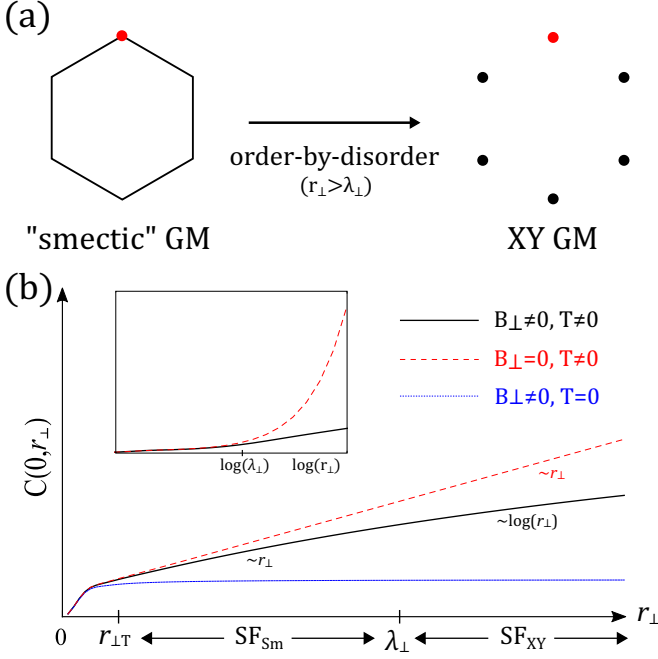 (a)
order-by-disorder
(r⊥>λ⊥)
"smectic" GM
XY GM
(b)
B⊥≠0, T≠0
B⊥=0, T≠0
B⊥≠0, T=0
log(λ⊥)
log(r⊥)
C(0,r⊥)
~r⊥
~log(r⊥)
~r⊥
0
r⊥T
SFSm
λ⊥
SFXY
r⊥